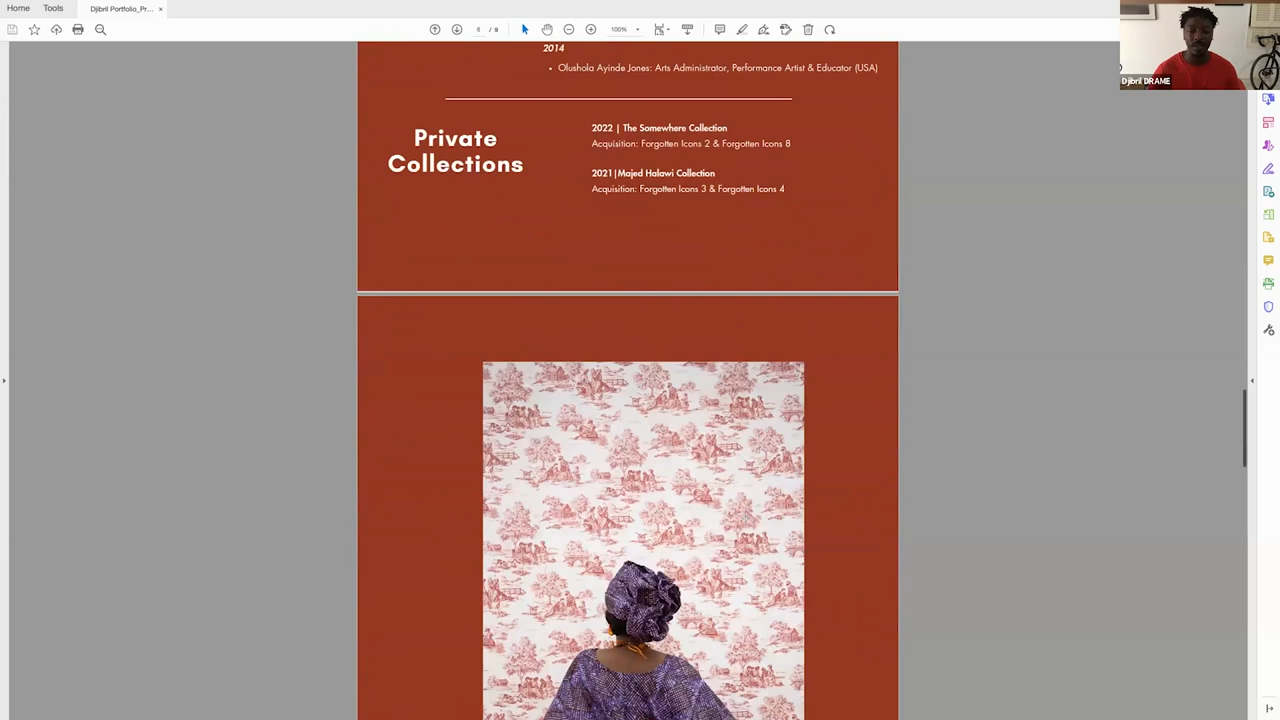 Home
Tools
Djibril Portfolio_Pr...
6 / 9
100%
2014
• Olushola Ayinde Jones: Arts Administrator, Performance Artist & Educator (USA)
Private
Collections
2022 | The Somewhere Collection
Acquisition: Forgotten Icons 2 & Forgotten Icons 8
2021|Majed Halawi Collection
Acquisition: Forgotten Icons 3 & Forgotten Icons 4
Djibril DRAME